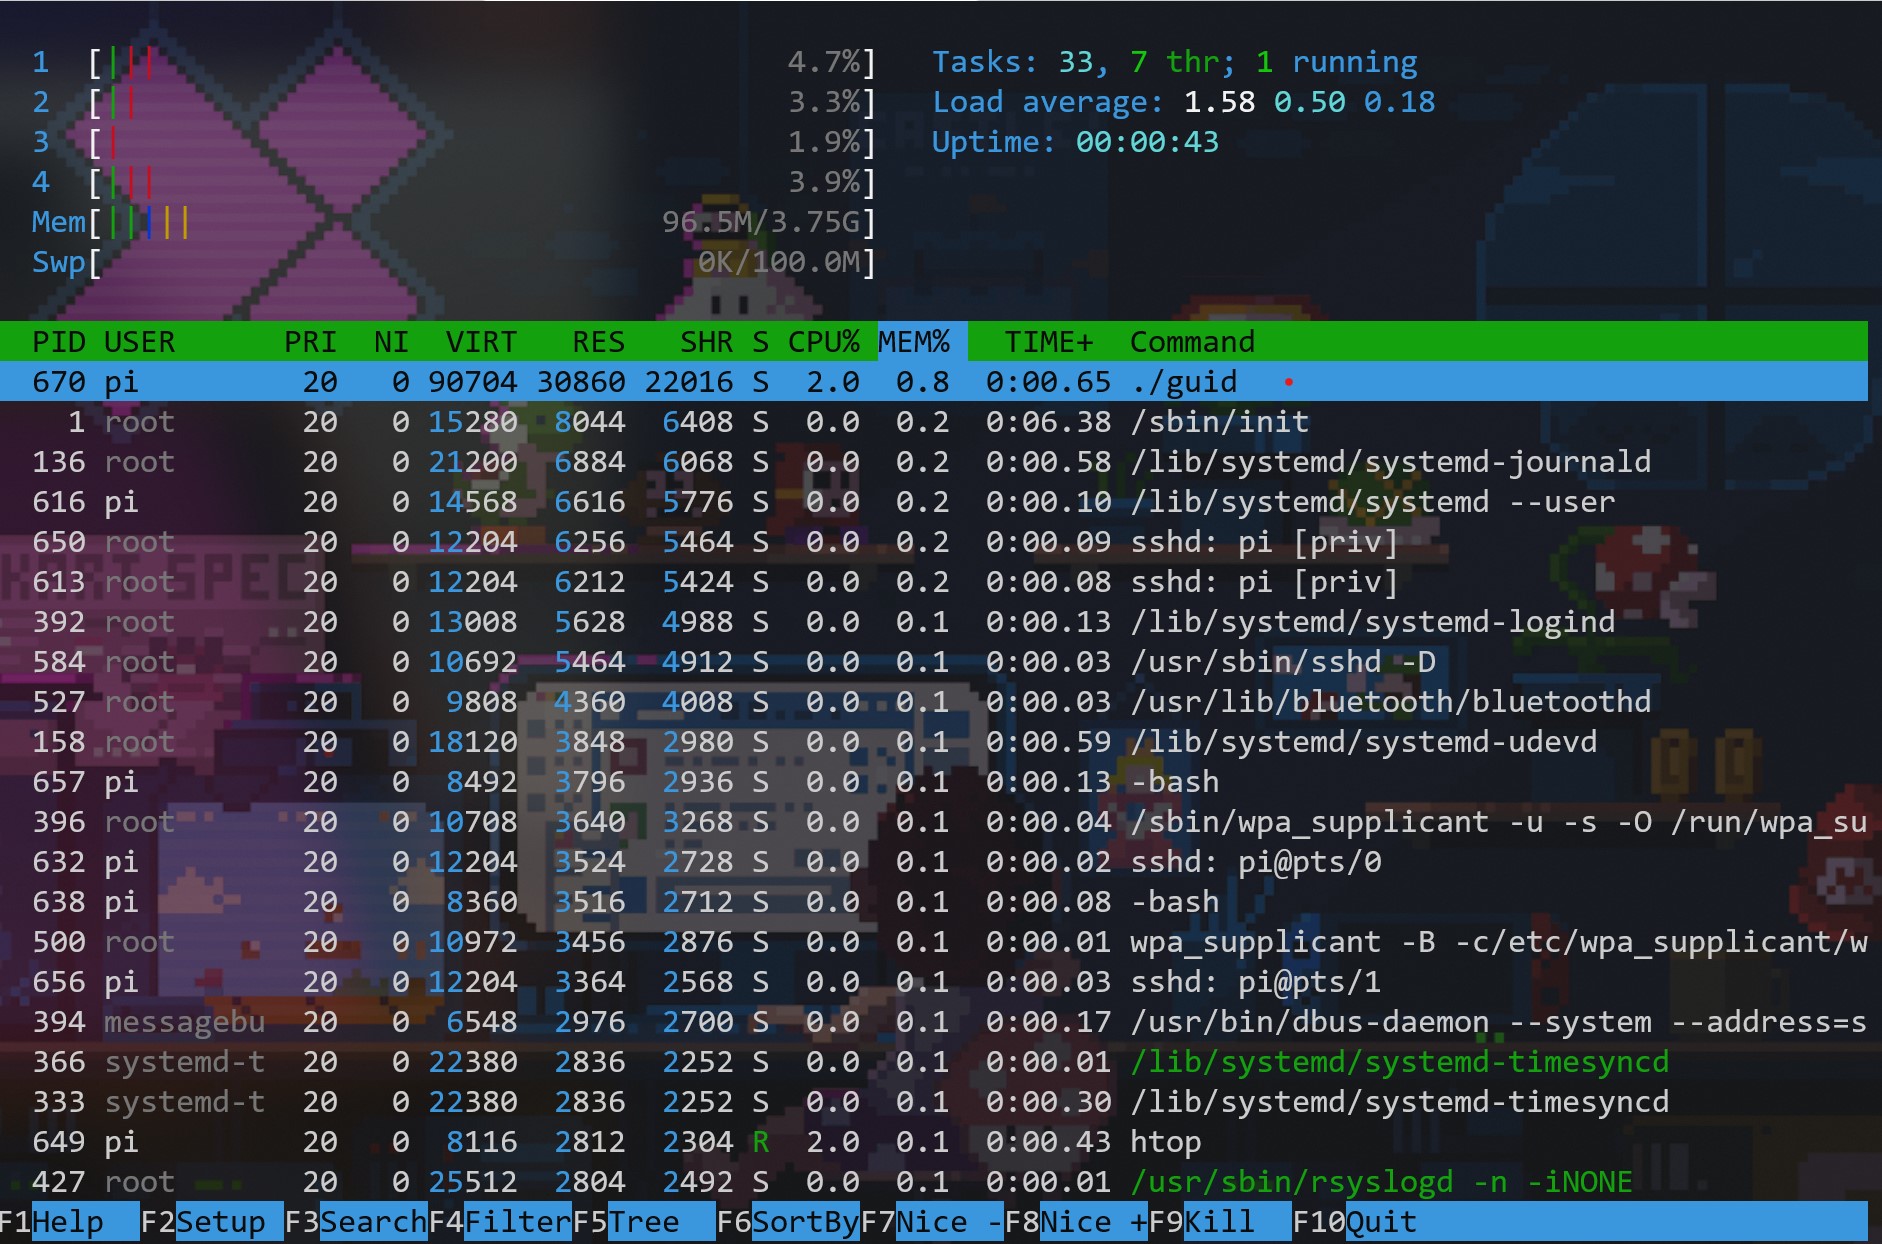 1 [||| 4.7%] Tasks: 33, 7 thr; 1 running
2 [|| 3.3%] Load average: 1.58 0.50 0.18
3 [| 1.9%] Uptime: 00:00:43
4 [||| 3.9%]
Mem[||||| 96.5M/3.75G]
Swp[ 0K/100.0M]
PID USER PRI NI VIRT RES SHR S CPU% MEM% TIME+ Command
670 pi 20 0 90704 30860 22016 S 2.0 0.8 0:00.65 ./guid
1 root 20 0 15280 8044 6408 S 0.0 0.2 0:06.38 /sbin/init
136 root 20 0 21200 6884 6068 S 0.0 0.2 0:00.58 /lib/systemd/systemd-journald
616 pi 20 0 14568 6616 5776 S 0.0 0.2 0:00.10 /lib/systemd/systemd --user
650 root 20 0 12204 6256 5464 S 0.0 0.2 0:00.09 sshd: pi [priv]
613 root 20 0 12204 6212 5424 S 0.0 0.2 0:00.08 sshd: pi [priv]
392 root 20 0 13008 5628 4988 S 0.0 0.1 0:00.13 /lib/systemd/systemd-logind
584 root 20 0 10692 5464 4912 S 0.0 0.1 0:00.03 /usr/sbin/sshd -D
527 root 20 0 9808 4360 4008 S 0.0 0.1 0:00.03 /usr/lib/bluetooth/bluetoothd
158 root 20 0 18120 3848 2980 S 0.0 0.1 0:00.59 /lib/systemd/systemd-udevd
657 pi 20 0 8492 3796 2936 S 0.0 0.1 0:00.13 -bash
396 root 20 0 10708 3640 3268 S 0.0 0.1 0:00.04 /sbin/wpa_supplicant -u -s -O /run/wpa_su
632 pi 20 0 12204 3524 2728 S 0.0 0.1 0:00.02 sshd: pi@pts/0
638 pi 20 0 8360 3516 2712 S 0.0 0.1 0:00.08 -bash
500 root 20 0 10972 3456 2876 S 0.0 0.1 0:00.01 wpa_supplicant -B -c/etc/wpa_supplicant/w
656 pi 20 0 12204 3364 2568 S 0.0 0.1 0:00.03 sshd: pi@pts/1
394 messagebu 20 0 6548 2976 2700 S 0.0 0.1 0:00.17 /usr/bin/dbus-daemon --system --address=s
366 systemd-t 20 0 22380 2836 2252 S 0.0 0.1 0:00.01 /lib/systemd/systemd-timesyncd
333 systemd-t 20 0 22380 2836 2252 S 0.0 0.1 0:00.30 /lib/systemd/systemd-timesyncd
649 pi 20 0 8116 2812 2304 R 2.0 0.1 0:00.43 htop
427 root 20 0 25512 2804 2492 S 0.0 0.1 0:00.01 /usr/sbin/rsyslogd -n -iNONE
F1Help F2Setup F3SearchF4FilterF5Tree F6SortByF7Nice -F8Nice +F9Kill F10Quit